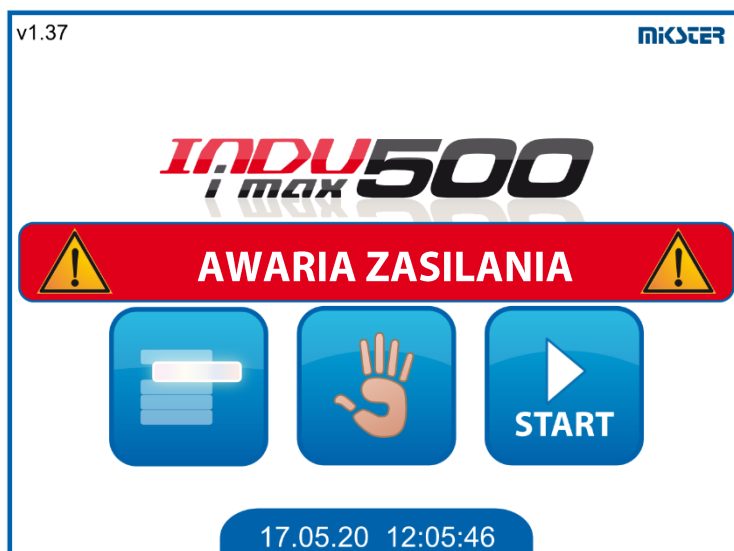 v1.37
MIKSTER
INDU 500
i max
AWARIA ZASILANIA
START
17.05.20 12:05:46